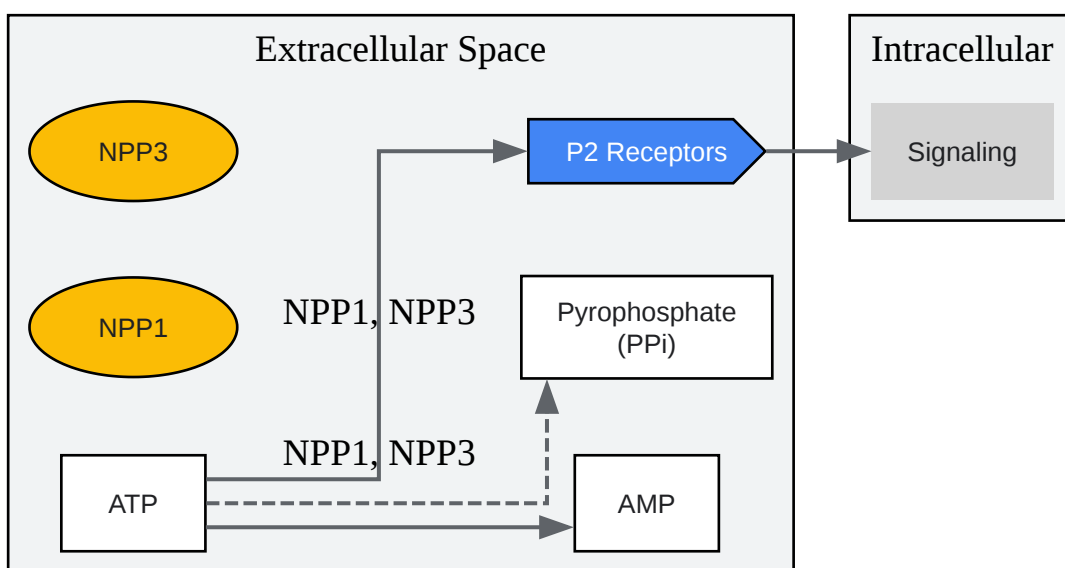 Extracellular Space
Intracellular
NPP3
P2 Receptors
Signaling
NPP1
NPP1, NPP3
Pyrophosphate
(PPi)
NPP1, NPP3
ATP
AMP